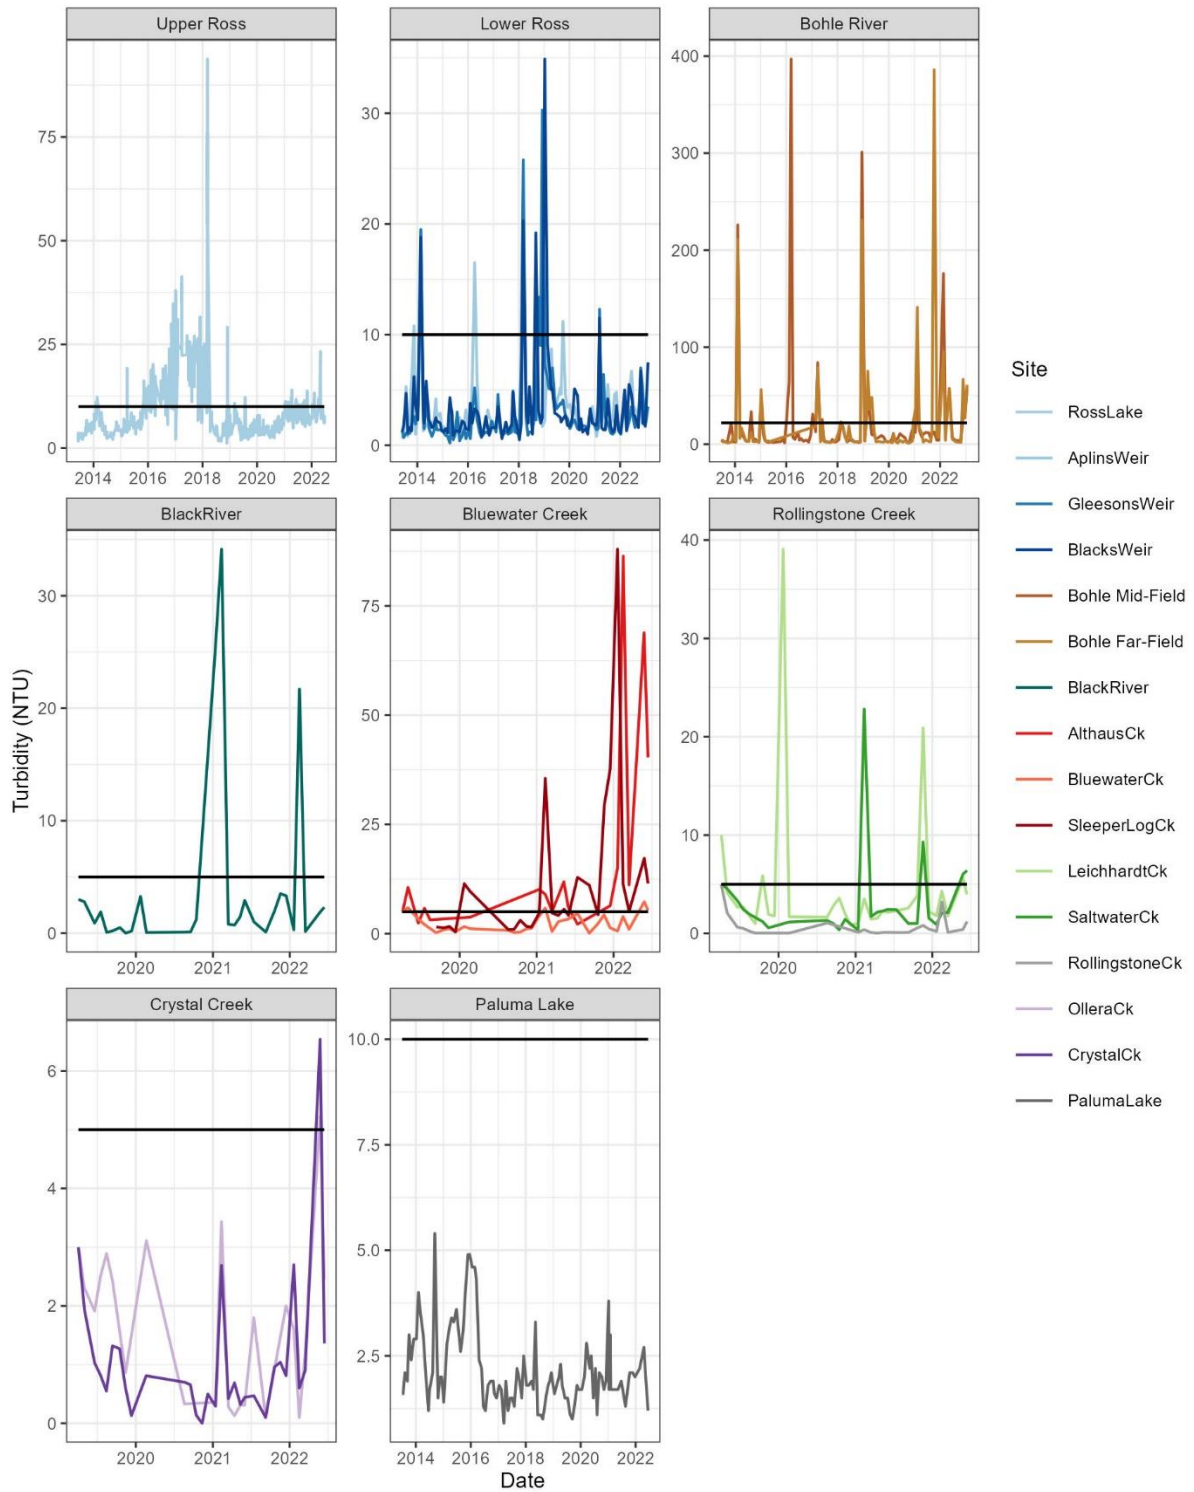 Upper Ross
Lower Ross
Bohle River
75
50
25
0
2014 2016 2018 2020 2022
30
20
10
0
2014 2016 2018 2020 2022
400
300
200
100
0
2014 2016 2018 2020 2022
BlackRiver
Bluewater Creek
Rollingstone Creek
Turbidity (NTU)
30
20
10
0
2020 2021 2022
75
50
25
0
2020 2021 2022
40
30
20
10
0
2020 2021 2022
Crystal Creek
Paluma Lake
6
4
2
0
2020 2021 2022
10.0
7.5
5.0
2.5
2014 2016 2018 2020 2022
Date
Site
RossLake
AplinsWeir
GleesonsWeir
BlacksWeir
Bohle Mid-Field
Bohle Far-Field
BlackRiver
AlthausCk
BluewaterCk
SleeperLogCk
LeichhardtCk
SaltwaterCk
RollingstoneCk
OlleraCk
CrystalCk
PalumaLake